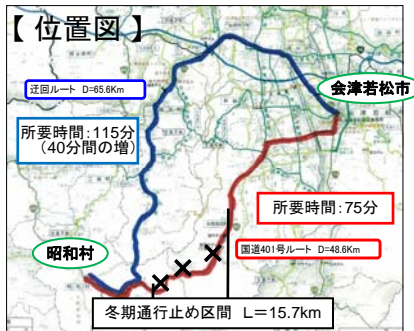 【 位置図 】
会津若松市
迂回ルート D=65.6Km
所要時間:115分
(40分間の増)
所要時間:75分
昭和村
国道401号ルート D=48.6Km
冬期通行止め区間 L=15.7km